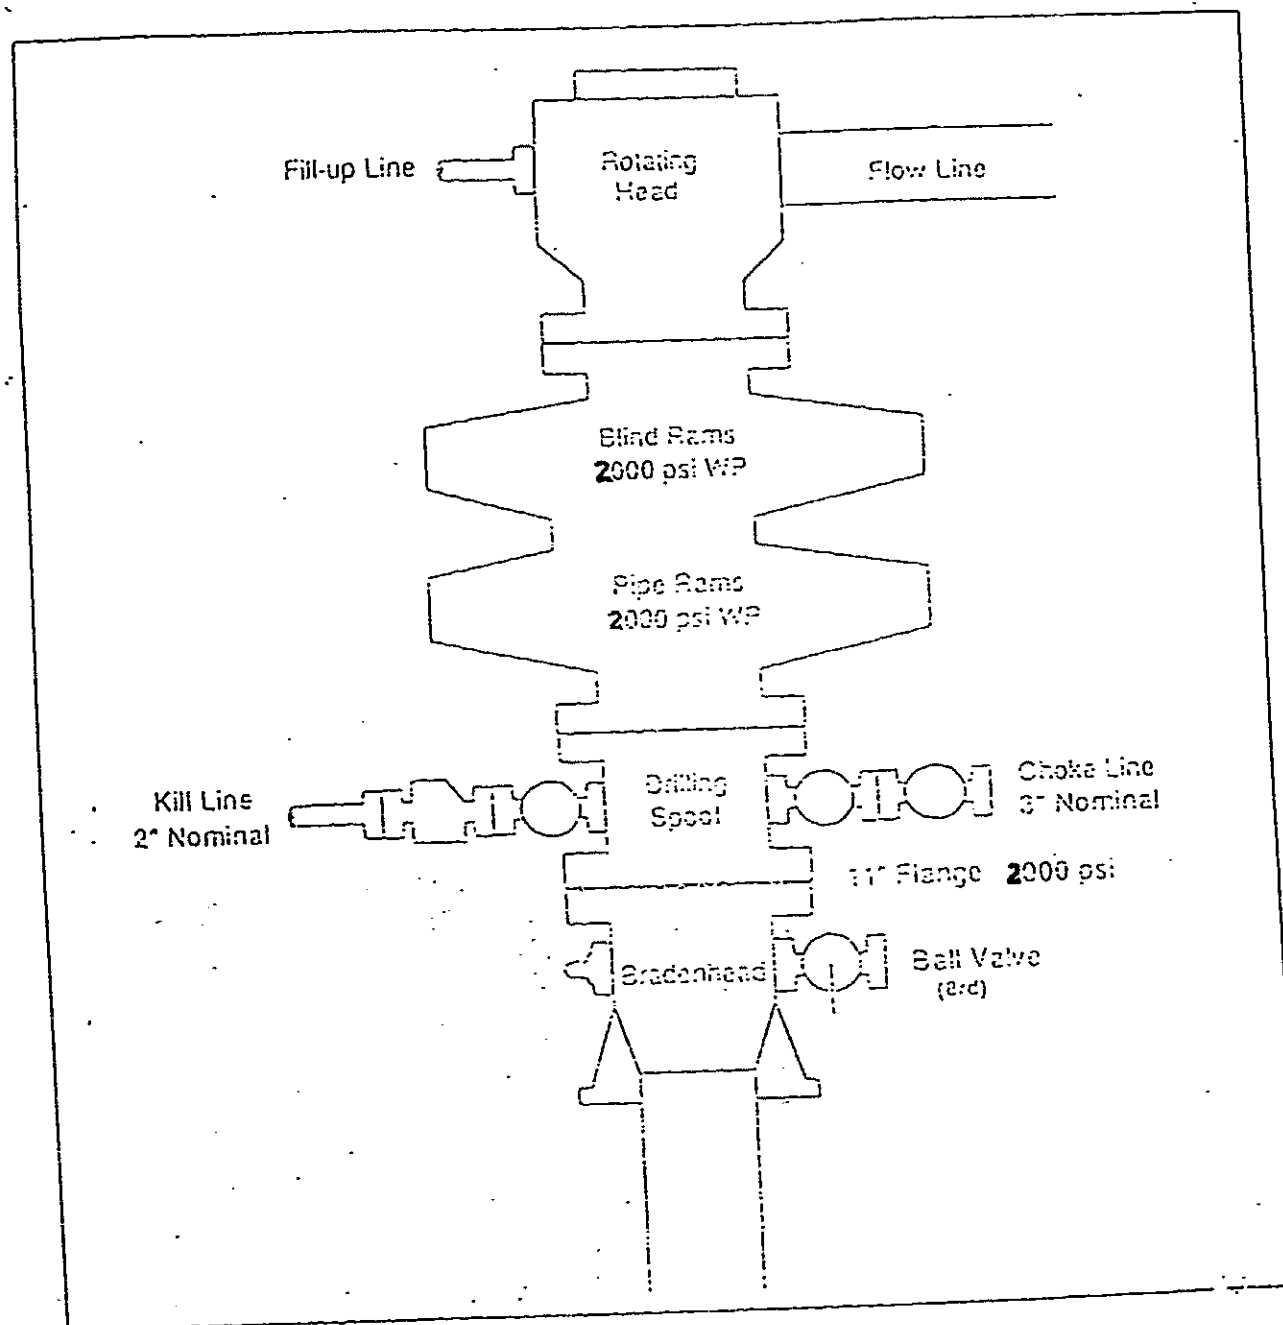 Fill-up Line
Rotating
Head
Flow Line
Blind Rams
2000 psi WP
Pipe Rams
2000 psi WP
Kill Line
2" Nominal
Drilling
Spool
Choke Line
3" Nominal
11" Flange 2000 psi
Bradenhead
Ball Valve